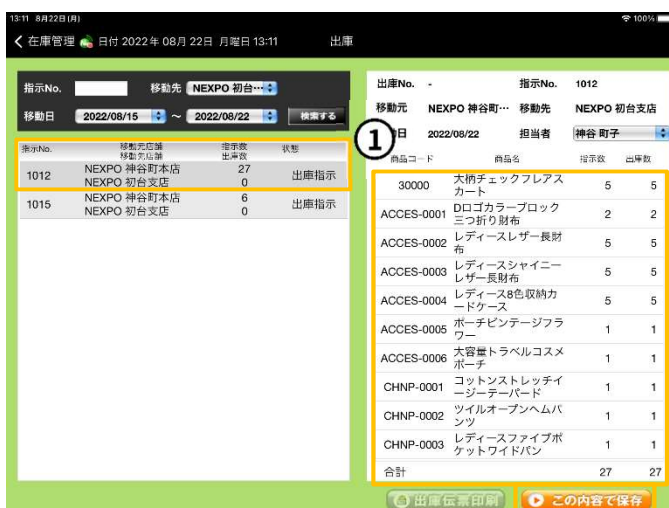 13:11 8月22日(月)
100%
在庫管理 日付 2022年 08月 22日 月曜日 13:11
出庫
指示No. 移動先 NEXPO 初台…
移動日 2022/08/15 ~ 2022/08/22 検索する
指示No. 移動元店舗 指示数 状態
移動先店舗 出庫数
1012 NEXPO 神谷町本店 27 出庫指示
NEXPO 初台支店 0
1015 NEXPO 神谷町本店 6 出庫指示
NEXPO 初台支店 0
出庫No. - 指示No. 1012
移動元 NEXPO 神谷町… 移動先 NEXPO 初台支店
①
日 2022/08/22 担当者 神谷 町子
商品コード 商品名 指示数 出庫数
30000 大柄チェックフレアスカート 5 5
ACCES-0001 Dロゴカラーブロック三つ折り財布 2 2
ACCES-0002 レディースレザー長財布 5 5
ACCES-0003 レディースシャイニーレザー長財布 5 5
ACCES-0004 レディース8色収納カードケース 5 5
ACCES-0005 ポーチビンテージフラワー 1 1
ACCES-0006 大容量トラベルコスメポーチ 1 1
CHNP-0001 コットンストレッチイージーテーパード 1 1
CHNP-0002 ツイルオープンヘムパンツ 1 1
CHNP-0003 レディースファイブポケットワイドパン 1 1
合計 27 27
出庫伝票印刷
この内容で保存